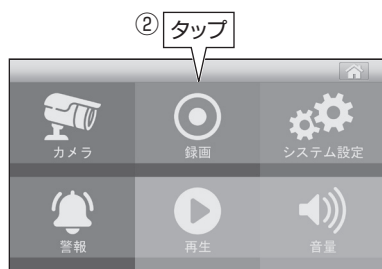 ② タップ
カメラ
録画
システム設定
警報
再生
音量